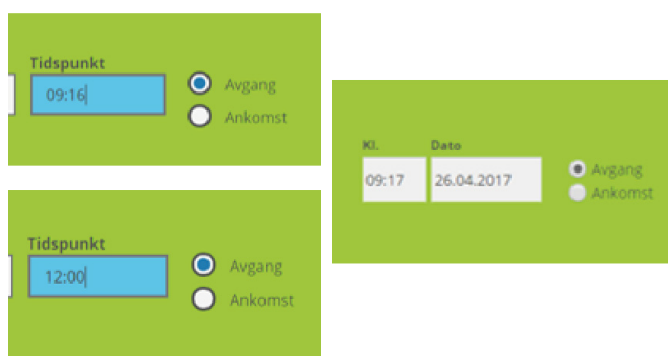 Tidspunkt
09:16
Avgang
Ankomst
Tidspunkt
12:00
Avgang
Ankomst
Kl. Dato
09:17 26.04.2017
Avgang
Ankomst